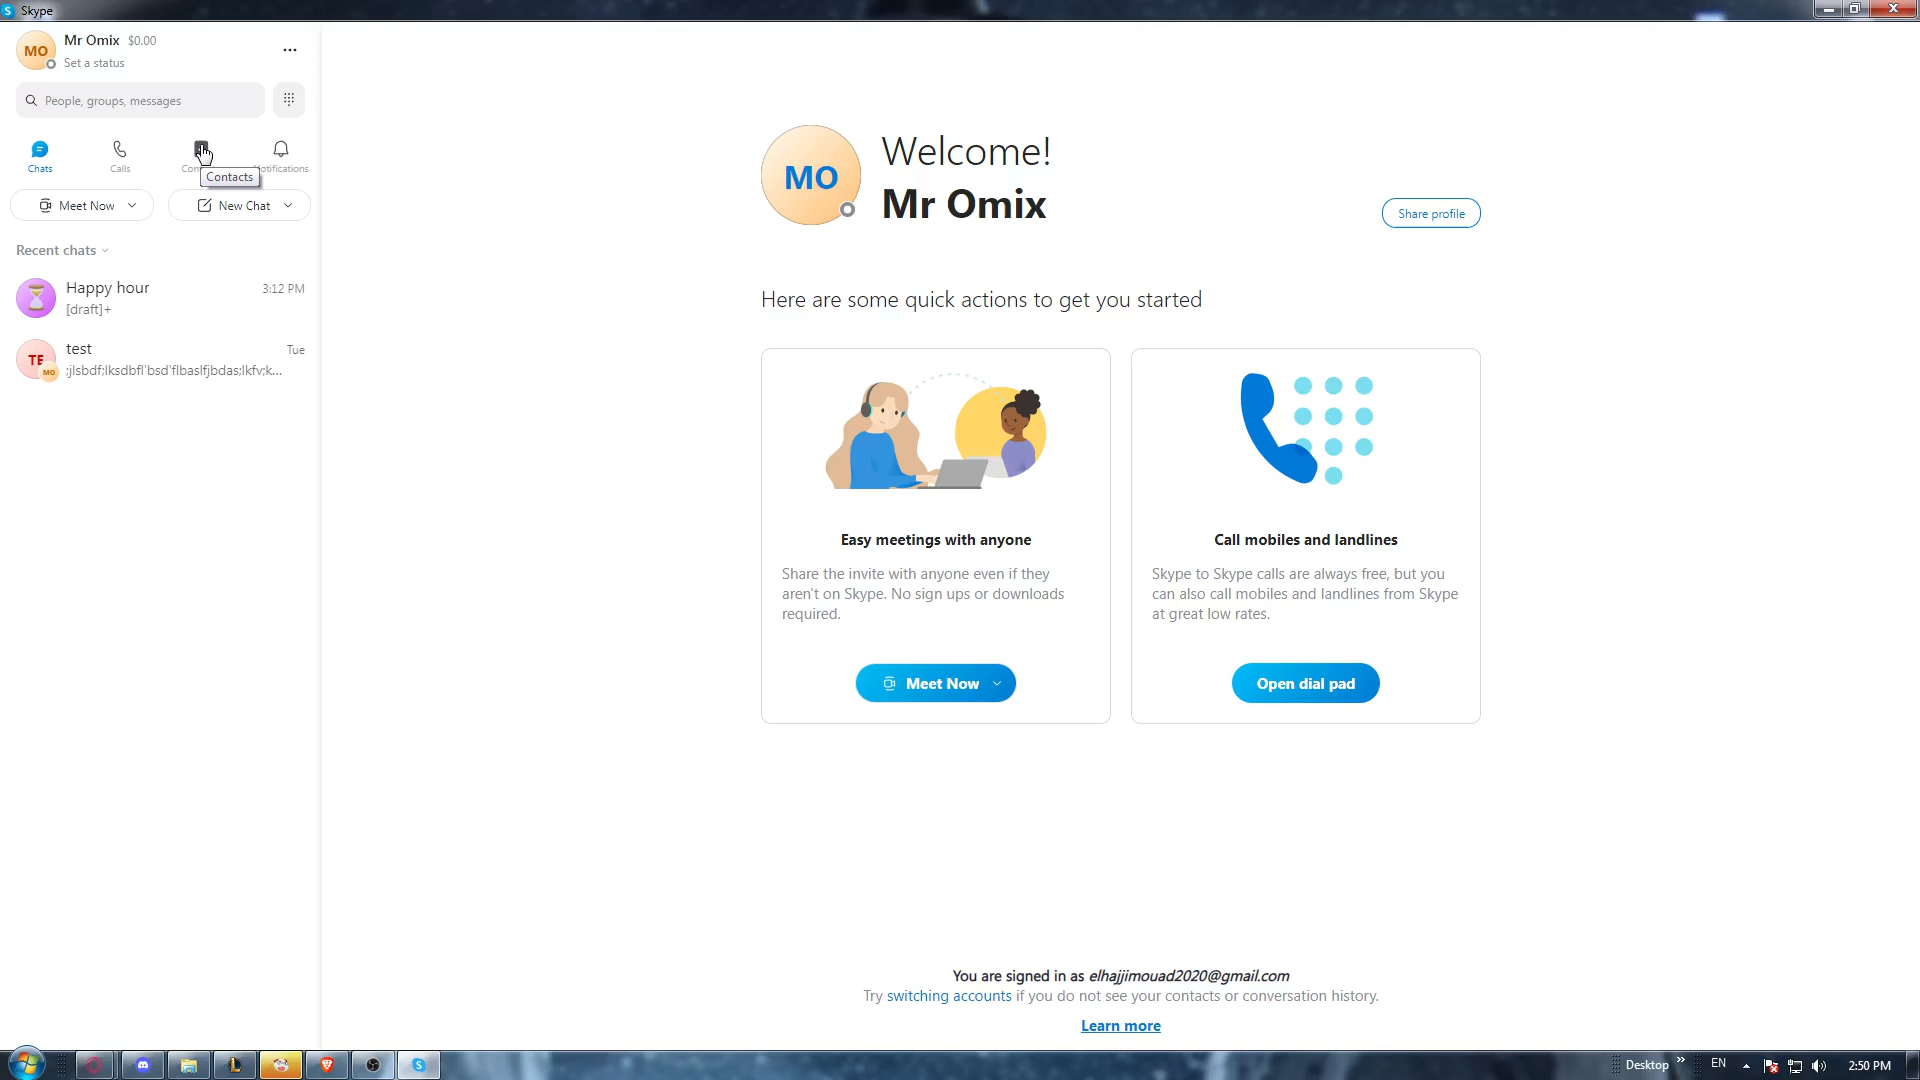 Skype
MO
Mr Omix $0.00
Set a status
People, groups, messages
Chats
Calls
Contacts
Meet Now
New Chat
Recent chats
Happy hour
3:12 PM
[draft]+
TE
MO
test
Tue
;jlsbdf;lksdbfl'bsd'flbaslfjbdas;lkfv;k...
MO
Welcome!
Mr Omix
Share profile
Here are some quick actions to get you started
Easy meetings with anyone
Share the invite with anyone even if they
aren't on Skype. No sign ups or downloads
required.
Meet Now
Call mobiles and landlines
Skype to Skype calls are always free, but you
can also call mobiles and landlines from Skype
at great low rates.
Open dial pad
You are signed in as elhajjimouad2020@gmail.com
Try switching accounts if you do not see your contacts or conversation history.
Learn more
Desktop
EN
2:50 PM